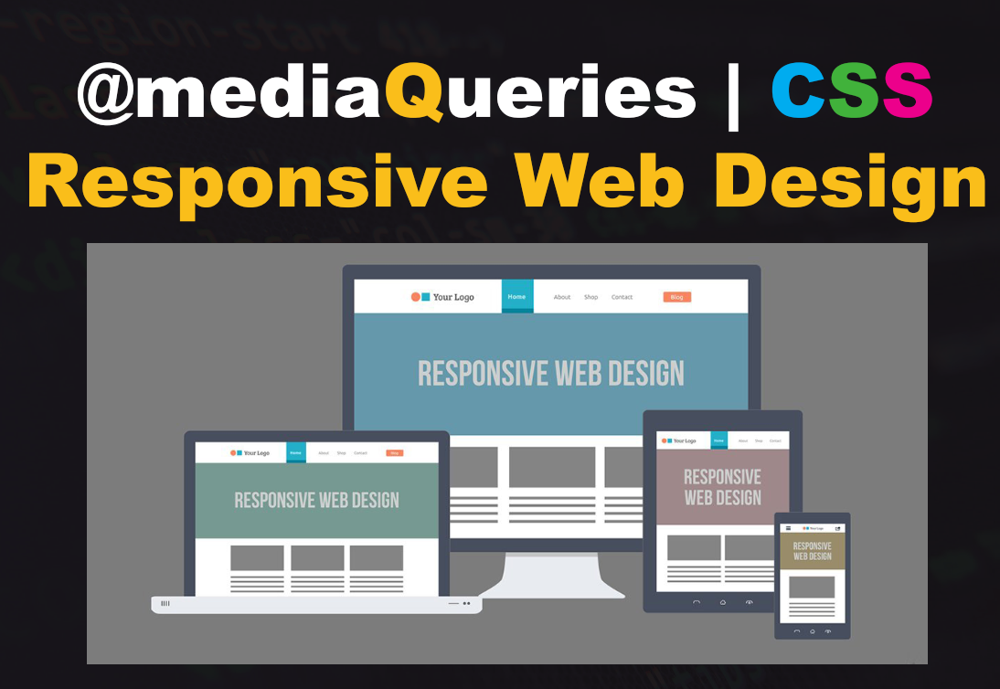 @mediaQueries | CSS
Responsive Web Design
Your Logo Home About Shop Contact Blog
RESPONSIVE WEB DESIGN
Your Logo Home About Shop Contact Blog
RESPONSIVE WEB DESIGN
Your Logo Home About Shop Contact
RESPONSIVE
WEB DESIGN
Your Logo
RESPONSIVE
WEB DESIGN